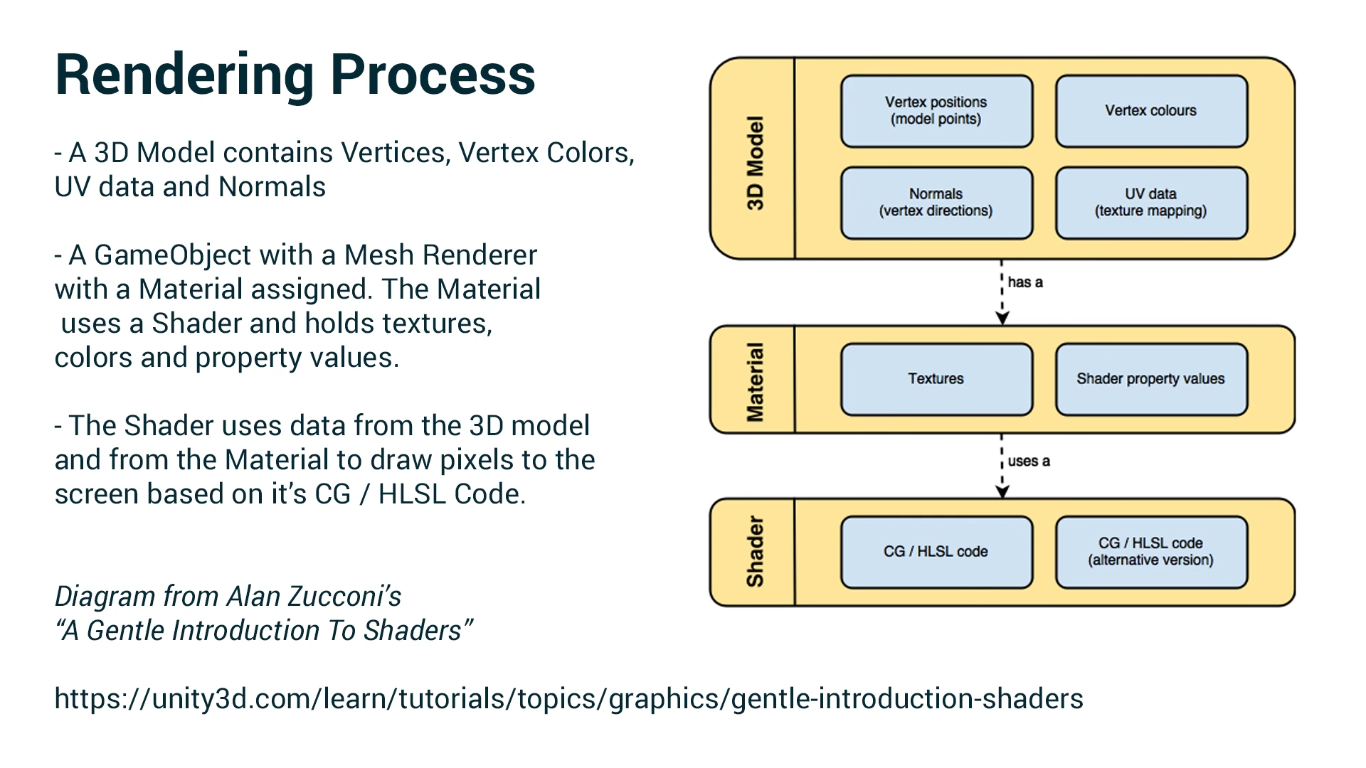 Rendering Process
- A 3D Model contains Vertices, Vertex Colors,
UV data and Normals
- A GameObject with a Mesh Renderer
with a Material assigned. The Material
uses a Shader and holds textures,
colors and property values.
- The Shader uses data from the 3D model
and from the Material to draw pixels to the
screen based on it's CG / HLSL Code.
Diagram from Alan Zucconi's
“A Gentle Introduction To Shaders”
https://unity3d.com/learn/tutorials/topics/graphics/gentle-introduction-shaders
3D Model
Vertex positions
(model points)
Vertex colours
Normals
(vertex directions)
UV data
(texture mapping)
has a
Material
Textures
Shader property values
uses a
Shader
CG / HLSL code
CG / HLSL code
(alternative version)